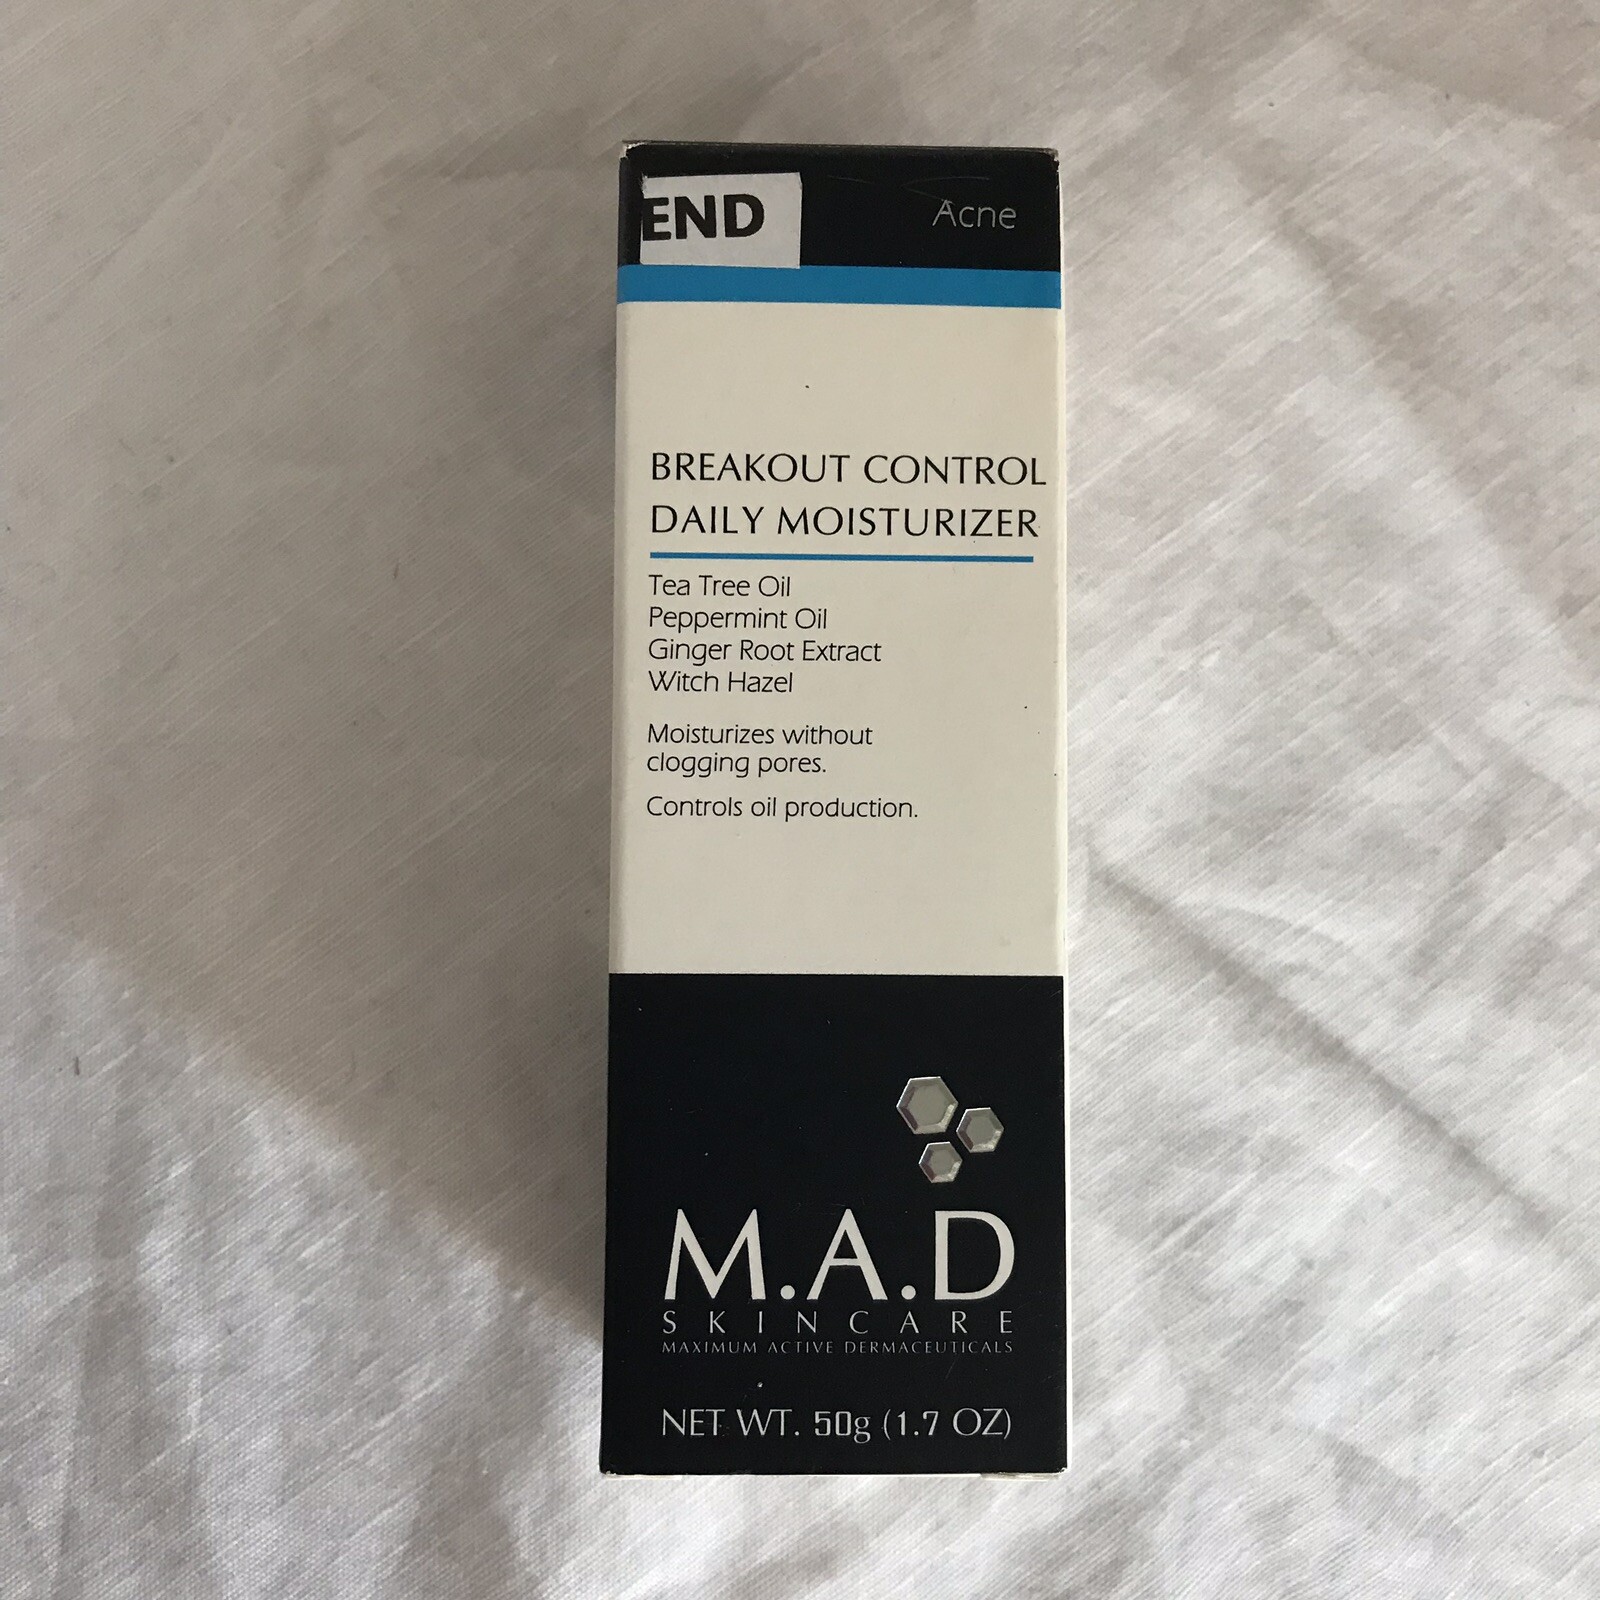 END
Acne
BREAKOUT CONTROL
DAILY MOISTURIZER
Tea Tree Oil
Peppermint Oil
Ginger Root Extract
Witch Hazel
Moisturizes without
clogging pores.
Controls oil production.
M.A.D
SKINCARE
MAXIMUM ACTIVE DERMACEUTICALS
NET WT. 50g (1.7 OZ)